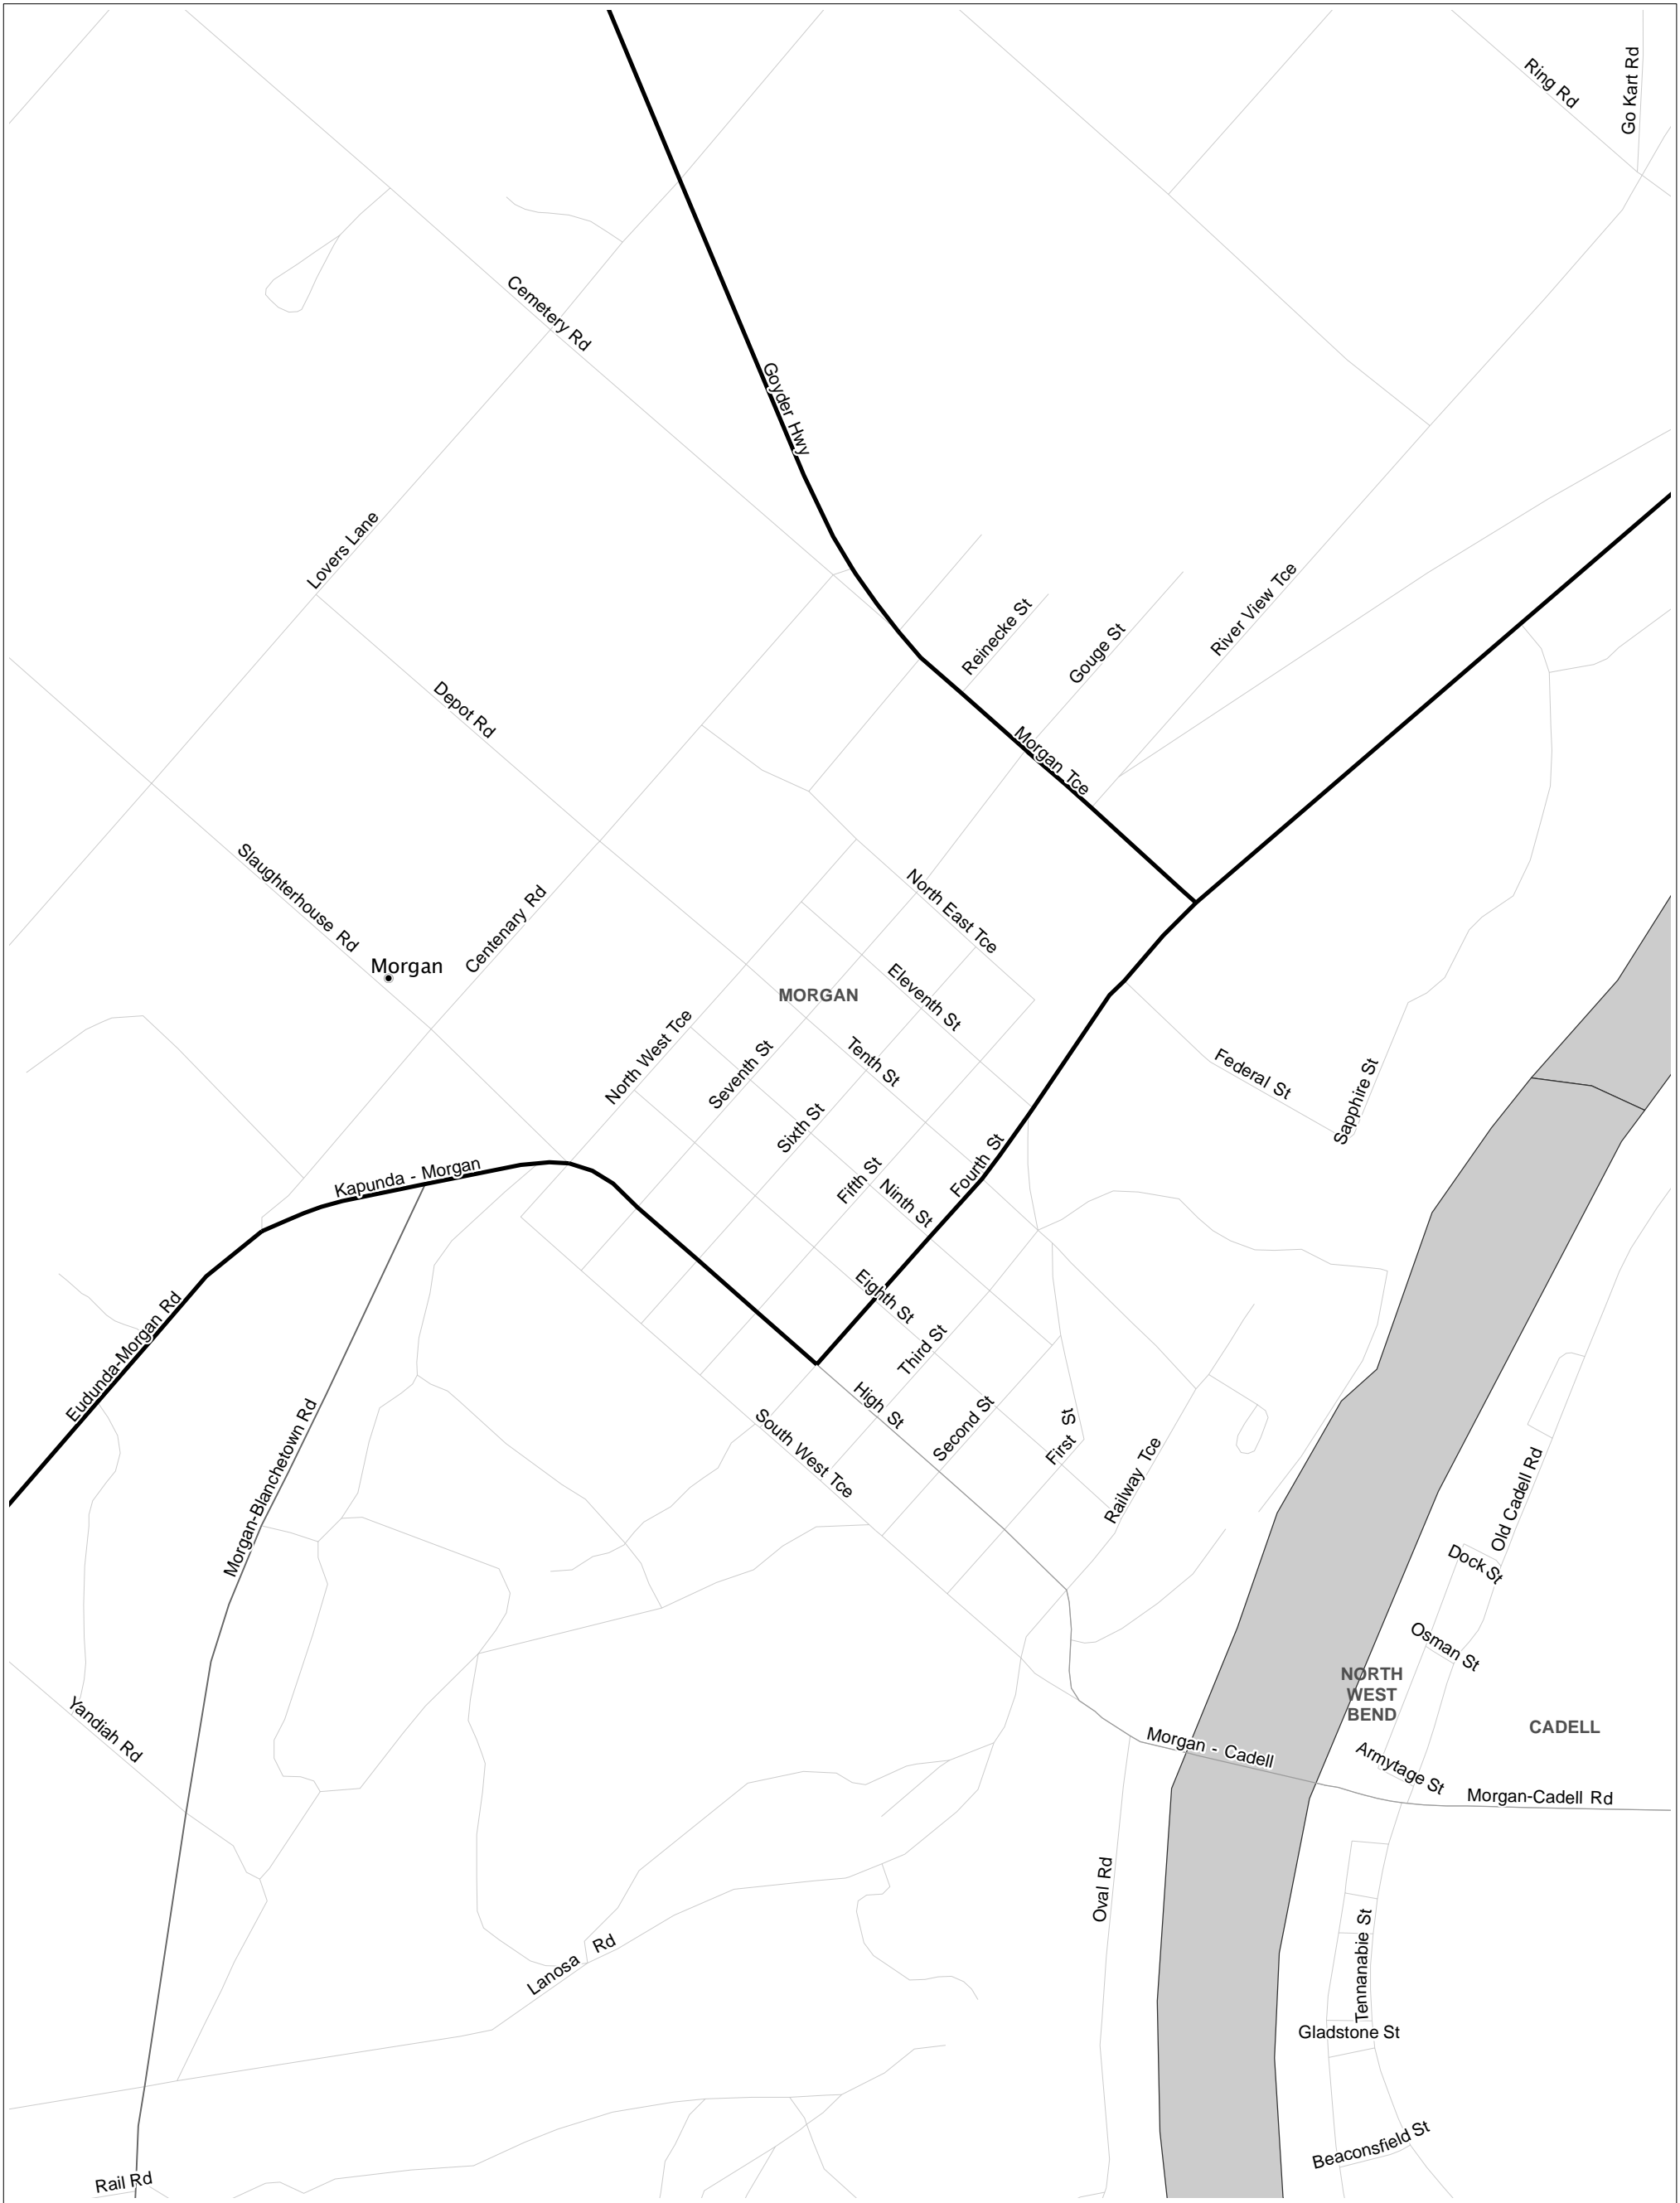 Ring Rd
Go Kart Rd
Cemetery Rd
Goyder Hwy
Lovers Lane
Reinecke St
Gouge St
River View Tce
Depot Rd
Morgan Tce
Slaughterhouse Rd
Centenary Rd
North East Tce
Morgan
MORGAN
Eleventh St
North West Tce
Seventh St
Tenth St
Federal St
Sapphire St
Sixth St
Fifth St
Fourth St
Kapunda - Morgan
Ninth St
Eudunda-Morgan Rd
Eighth St
Third St
High St
Morgan-Blanchetown Rd
South West Tce
Second St
First St
Railway Tce
Old Cadell Rd
Dock St
Osman St
NORTH
WEST
BEND
CADELL
Yandiah Rd
Morgan - Cadell
Armytage St
Morgan-Cadell Rd
Oval Rd
Lanosa Rd
Tennanabie St
Gladstone St
Beaconsfield St
Rail Rd